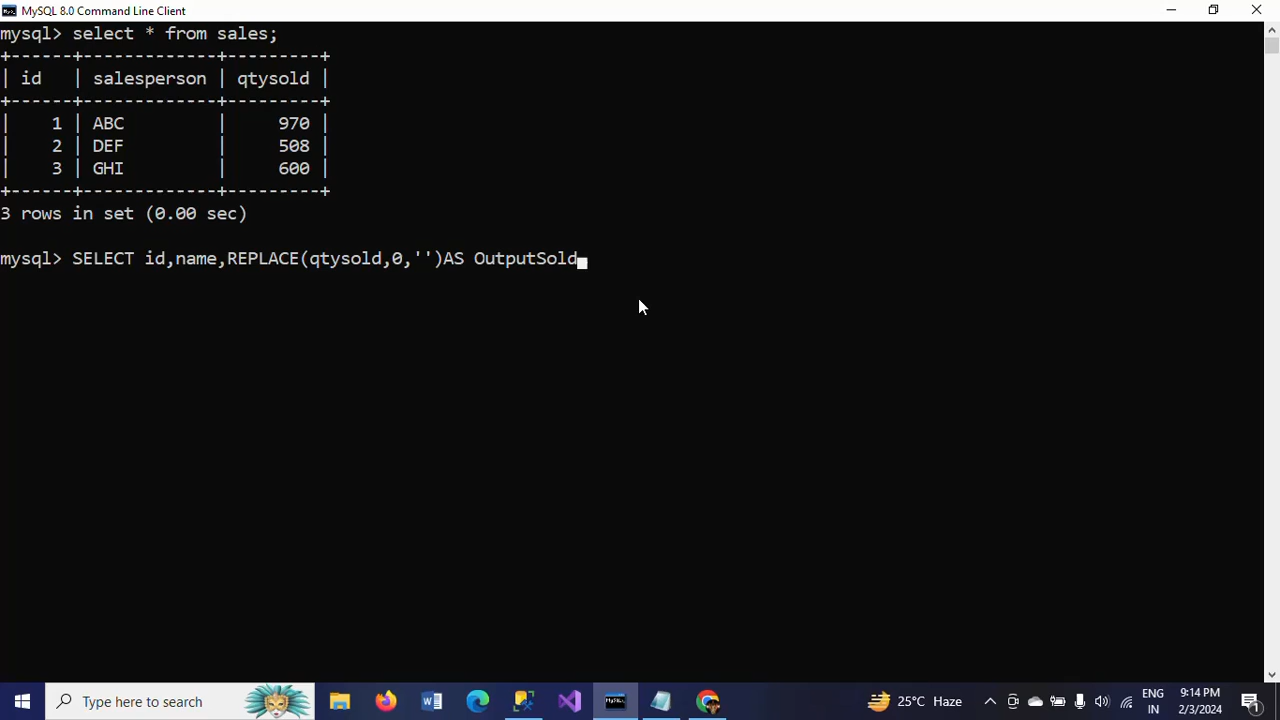 MySQL 8.0 Command Line Client
mysql> select * from sales;
+------+-------------+---------+
| id   | salesperson | qtysold |
+------+-------------+---------+
|    1 | ABC         |     970 |
|    2 | DEF         |     508 |
|    3 | GHI         |     600 |
+------+-------------+---------+
3 rows in set (0.00 sec)
mysql> SELECT id,name,REPLACE(qtysold,0,'')AS OutputSold
Type here to search
MySQL
25°C Haze
ENG
IN
9:14 PM
2/3/2024
1